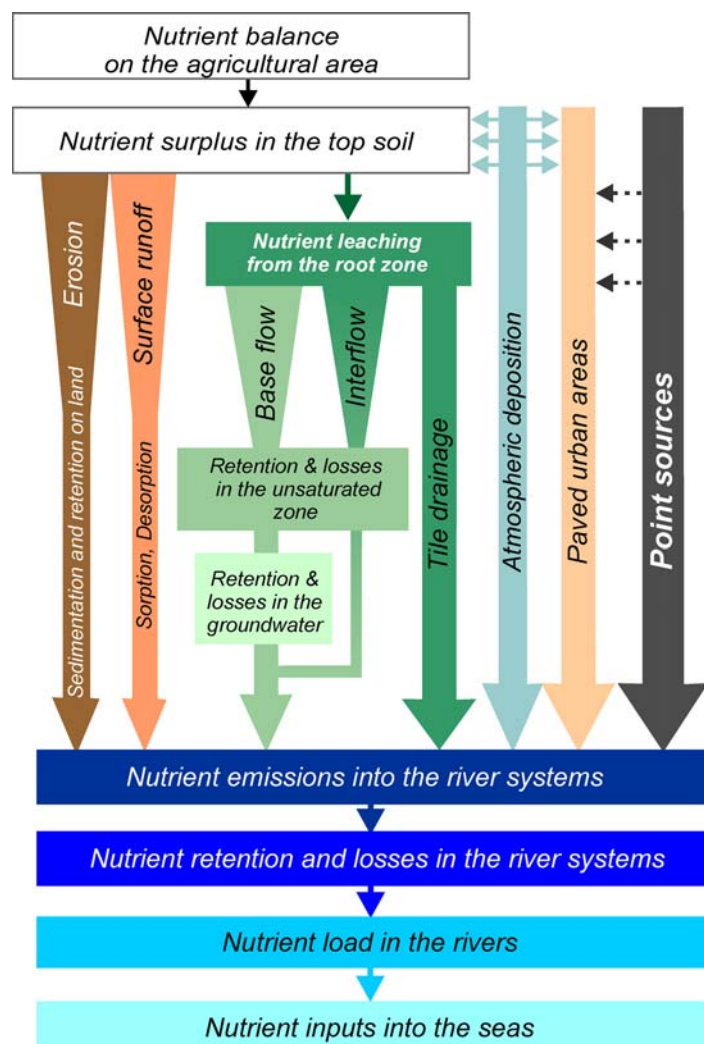 Nutrient balance
on the agricultural area
Nutrient surplus in the top soil
Erosion
Sedimentation and retention on land
Surface runoff
Sorption, Desorption
Nutrient leaching
from the root zone
Base flow
Interflow
Retention & losses
in the unsaturated
zone
Retention &
losses in the
groundwater
Tile drainage
Atmospheric deposition
Paved urban areas
Point sources
Nutrient emissions into the river systems
Nutrient retention and losses in the river systems
Nutrient load in the rivers
Nutrient inputs into the seas